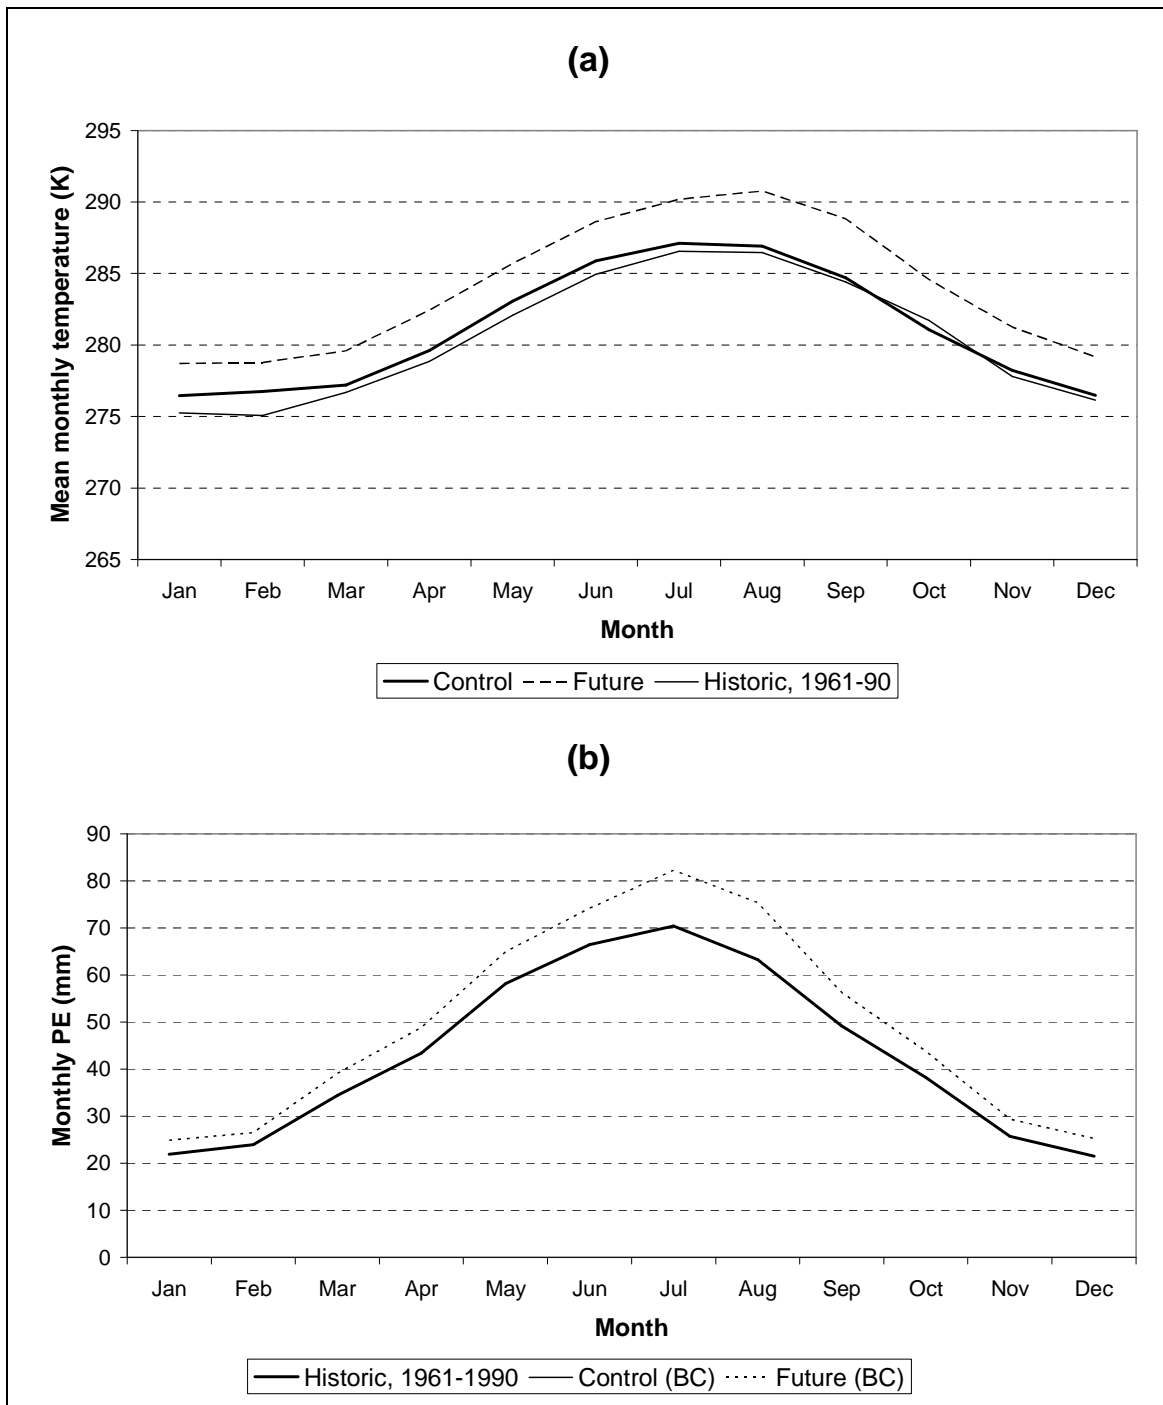 (a)
Mean monthly temperature (K)
295
290
285
280
275
270
265
Jan Feb Mar Apr May Jun Jul Aug Sep Oct Nov Dec
Month
Control Future Historic, 1961-90
(b)
Monthly PE (mm)
90
80
70
60
50
40
30
20
10
0
Jan Feb Mar Apr May Jun Jul Aug Sep Oct Nov Dec
Month
Historic, 1961-1990 Control (BC) Future (BC)